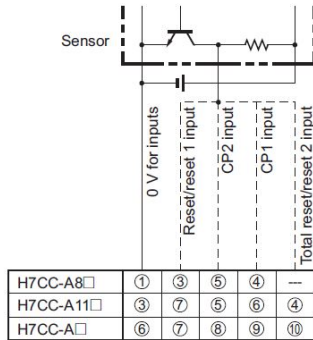 Sensor
0 V for inputs
Reset/reset 1 input
CP2 input
CP1 input
Total reset/reset 2 input
H7CC-A8□ ① ③ ⑤ ④ ---
H7CC-A11□ ③ ⑦ ⑤ ⑥ ④
H7CC-A□ ⑥ ⑦ ⑧ ⑨ ⑩